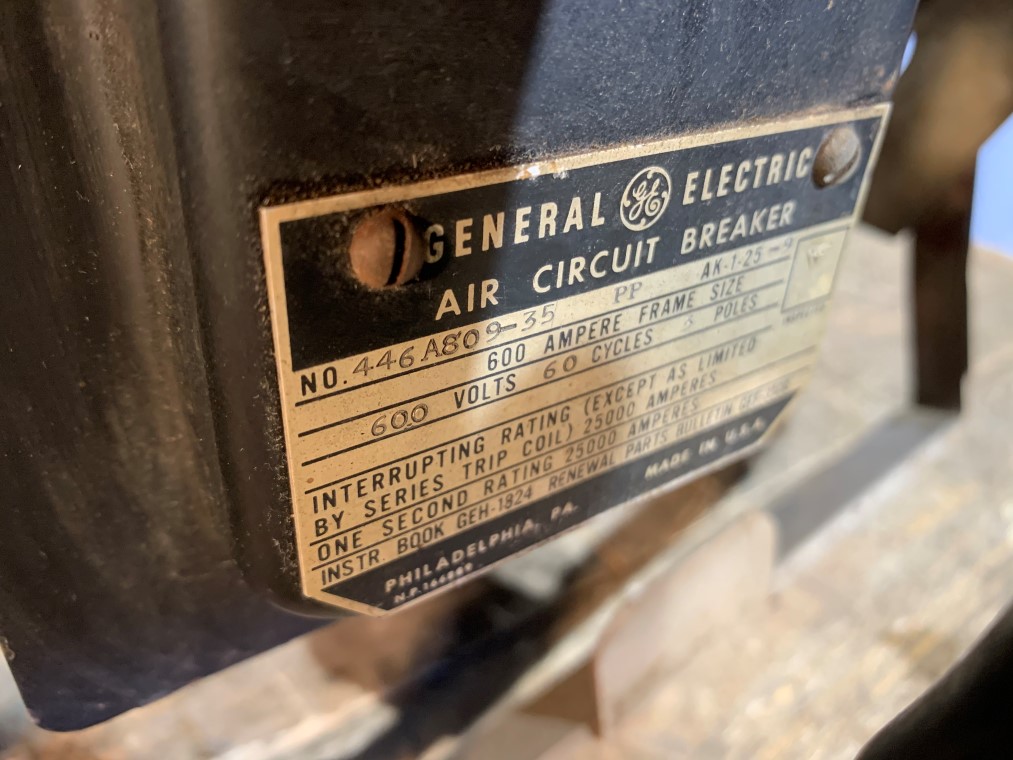 GENERAL GE ELECTRIC
AIR CIRCUIT BREAKER
NO. 446A809-35 PP AK-1-25-9
600 AMPERE FRAME SIZE
600 VOLTS 60 CYCLES 3 POLES
INTERRUPTING RATING (EXCEPT AS LIMITED
BY SERIES TRIP COIL) 25000 AMPERES
ONE SECOND RATING 25000 AMPERES
INSTR. BOOK GEH-1824 RENEWAL PARTS BULLETIN
PHILADELPHIA, PA. MADE IN U.S.A.